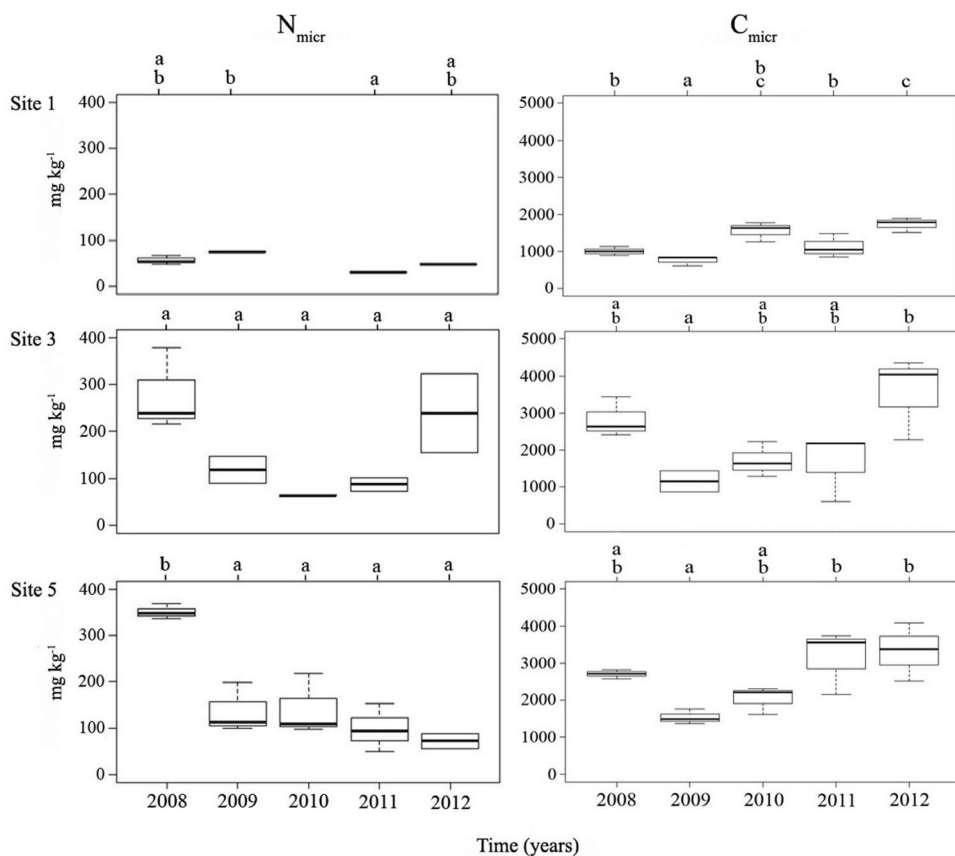 N_micr
C_micr
a a b
b b a b b a c b c
Site 1
400
300
200
100
0
mg kg⁻¹
5000
4000
3000
2000
1000
0
a a a
a a a a a b a b b b
Site 3
400
300
200
100
0
mg kg⁻¹
5000
4000
3000
2000
1000
0
a a
b a a a a b a b b b
Site 5
400
300
200
100
0
mg kg⁻¹
5000
4000
3000
2000
1000
0
2008 2009 2010 2011 2012
2008 2009 2010 2011 2012
Time (years)